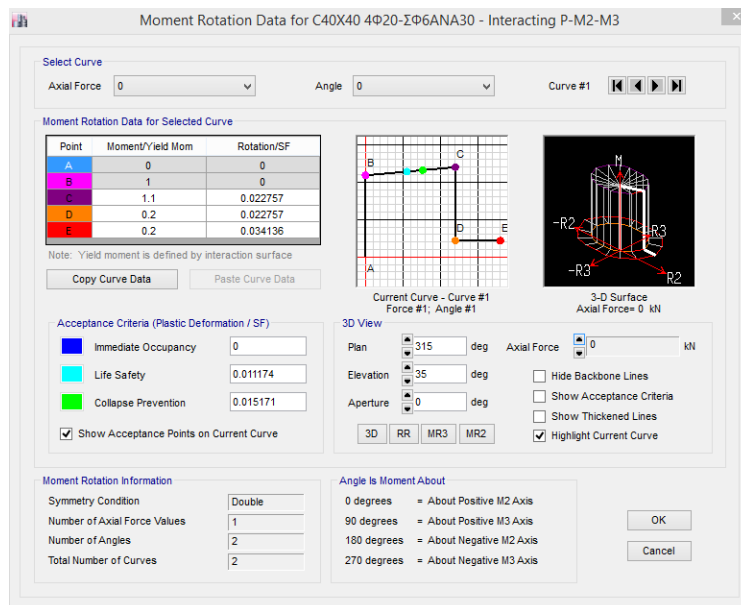 Moment Rotation Data for C40X40 4Φ20-ΣΦ6ANA30 - Interacting P-M2-M3
Select Curve
Axial Force 0 Angle 0 Curve #1
Moment Rotation Data for Selected Curve
Point Moment/Yield Mom Rotation/SF
A 0 0
B 1 0
C 1.1 0.022757
D 0.2 0.022757
E 0.2 0.034136
Note: Yield moment is defined by interaction surface
Copy Curve Data Paste Curve Data
B C
D E
A
Current Curve - Curve #1
Force #1; Angle #1
M
-R2 R3
-R3 R2
3-D Surface
Axial Force= 0 kN
Acceptance Criteria (Plastic Deformation / SF)
Immediate Occupancy 0
Life Safety 0.011174
Collapse Prevention 0.015171
Show Acceptance Points on Current Curve
3D View
Plan 315 deg Axial Force 0 kN
Elevation 35 deg Hide Backbone Lines
Show Acceptance Criteria
Aperture 0 deg
Show Thickened Lines
3D RR MR3 MR2 Highlight Current Curve
Moment Rotation Information
Symmetry Condition Double
Number of Axial Force Values 1
Number of Angles 2
Total Number of Curves 2
Angle Is Moment About
0 degrees = About Positive M2 Axis
90 degrees = About Positive M3 Axis
180 degrees = About Negative M2 Axis
270 degrees = About Negative M3 Axis
OK
Cancel